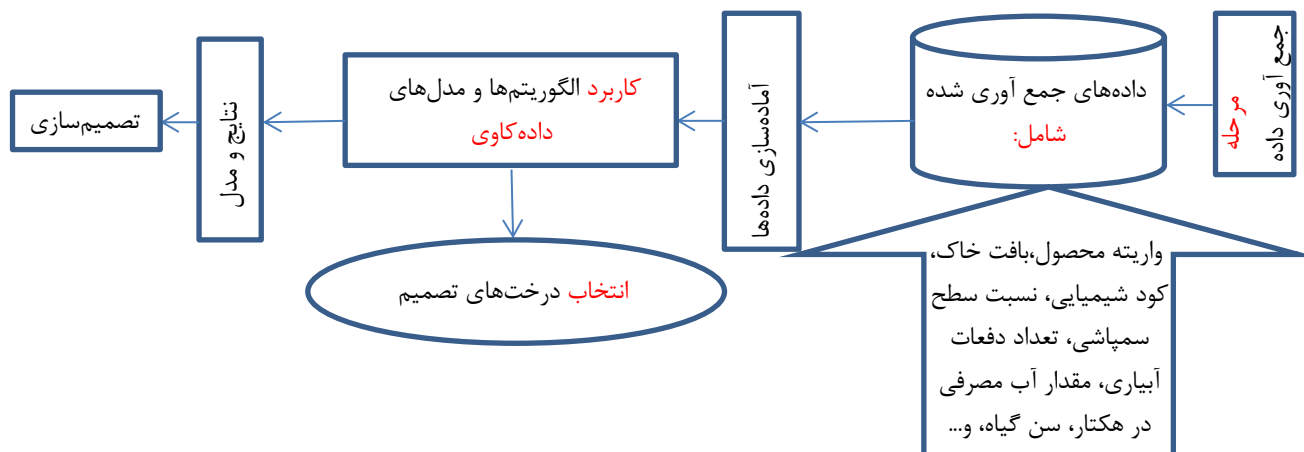 مرحله
جمع آوری داده
داده‌های جمع آوری شده
شامل:
واریته محصول،بافت خاک،
کود شیمیایی، نسبت سطح
سمپاشی، تعداد دفعات
آبیاری، مقدار آب مصرفی
در هکتار، سن گیاه، و...
آماده‌سازی داده‌ها
کاربرد الگوریتم‌ها و مدل‌های
داده‌کاوی
انتخاب درخت‌های تصمیم
نتایج و مدل
تصمیم‌سازی